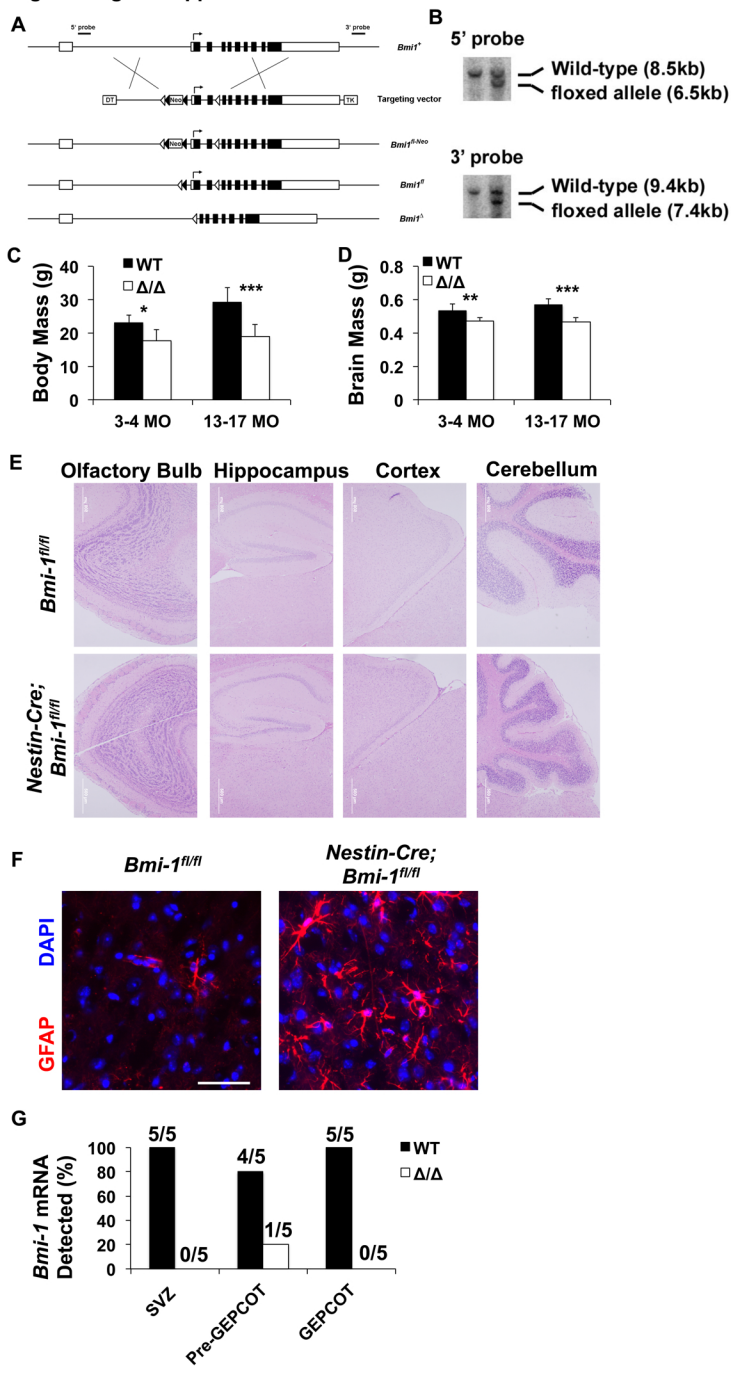 A
5' probe
3' probe
Bmi1+
DT
Neo
TK
Targeting vector
Neo
Bmi1fl-Neo
Bmi1fl
Bmi1Δ
B
5' probe
Wild-type (8.5kb)
floxed allele (6.5kb)
3' probe
Wild-type (9.4kb)
floxed allele (7.4kb)
C
Body Mass (g)
40
30
20
10
0
WT
Δ/Δ
*
***
3-4 MO
13-17 MO
D
Brain Mass (g)
0.8
0.6
0.4
0.2
0
WT
Δ/Δ
**
***
3-4 MO
13-17 MO
E
Olfactory Bulb
Hippocampus
Cortex
Cerebellum
Bmi-1fl/fl
Nestin-Cre;
Bmi-1fl/fl
F
Bmi-1fl/fl
Nestin-Cre;
Bmi-1fl/fl
GFAP
DAPI
G
Bmi-1 mRNA
Detected (%)
100
80
60
40
20
0
5/5
0/5
4/5
1/5
5/5
0/5
WT
Δ/Δ
SVZ
Pre-GEPCOT
GEPCOT